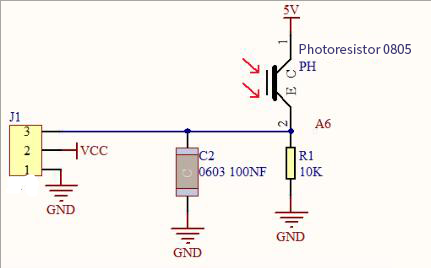 5V
1
Photoresistor 0805
PH
C
E
2
A6
J1
3
2
1
VCC
GND
C2
0603 100NF
C
GND
R1
10K
GND